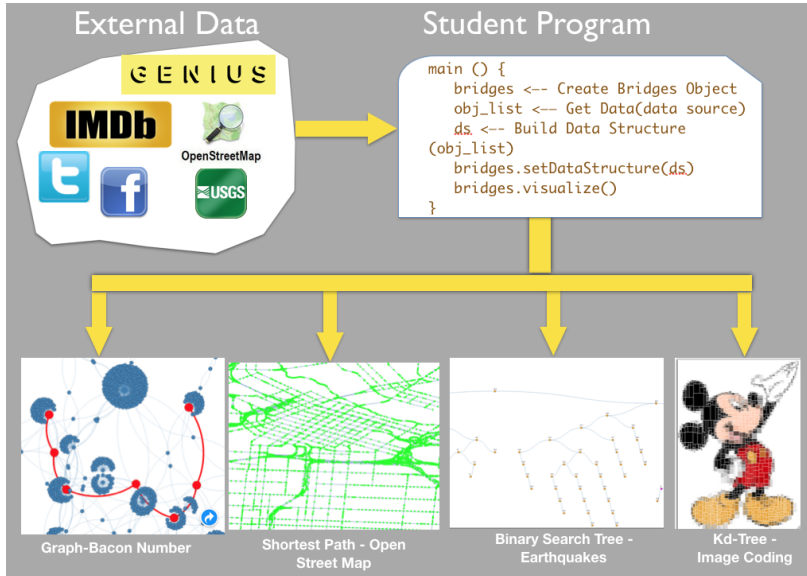 External Data
Student Program
GENIUS
IMDb
OpenStreetMap
t
f
USGS
main () {
bridges <-- Create Bridges Object
obj_list <-- Get Data(data source)
ds <-- Build Data Structure
(obj_list)
bridges.setDataStructure(ds)
bridges.visualize()
}
Graph-Bacon Number
Shortest Path - Open
Street Map
Binary Search Tree -
Earthquakes
Kd-Tree -
Image Coding